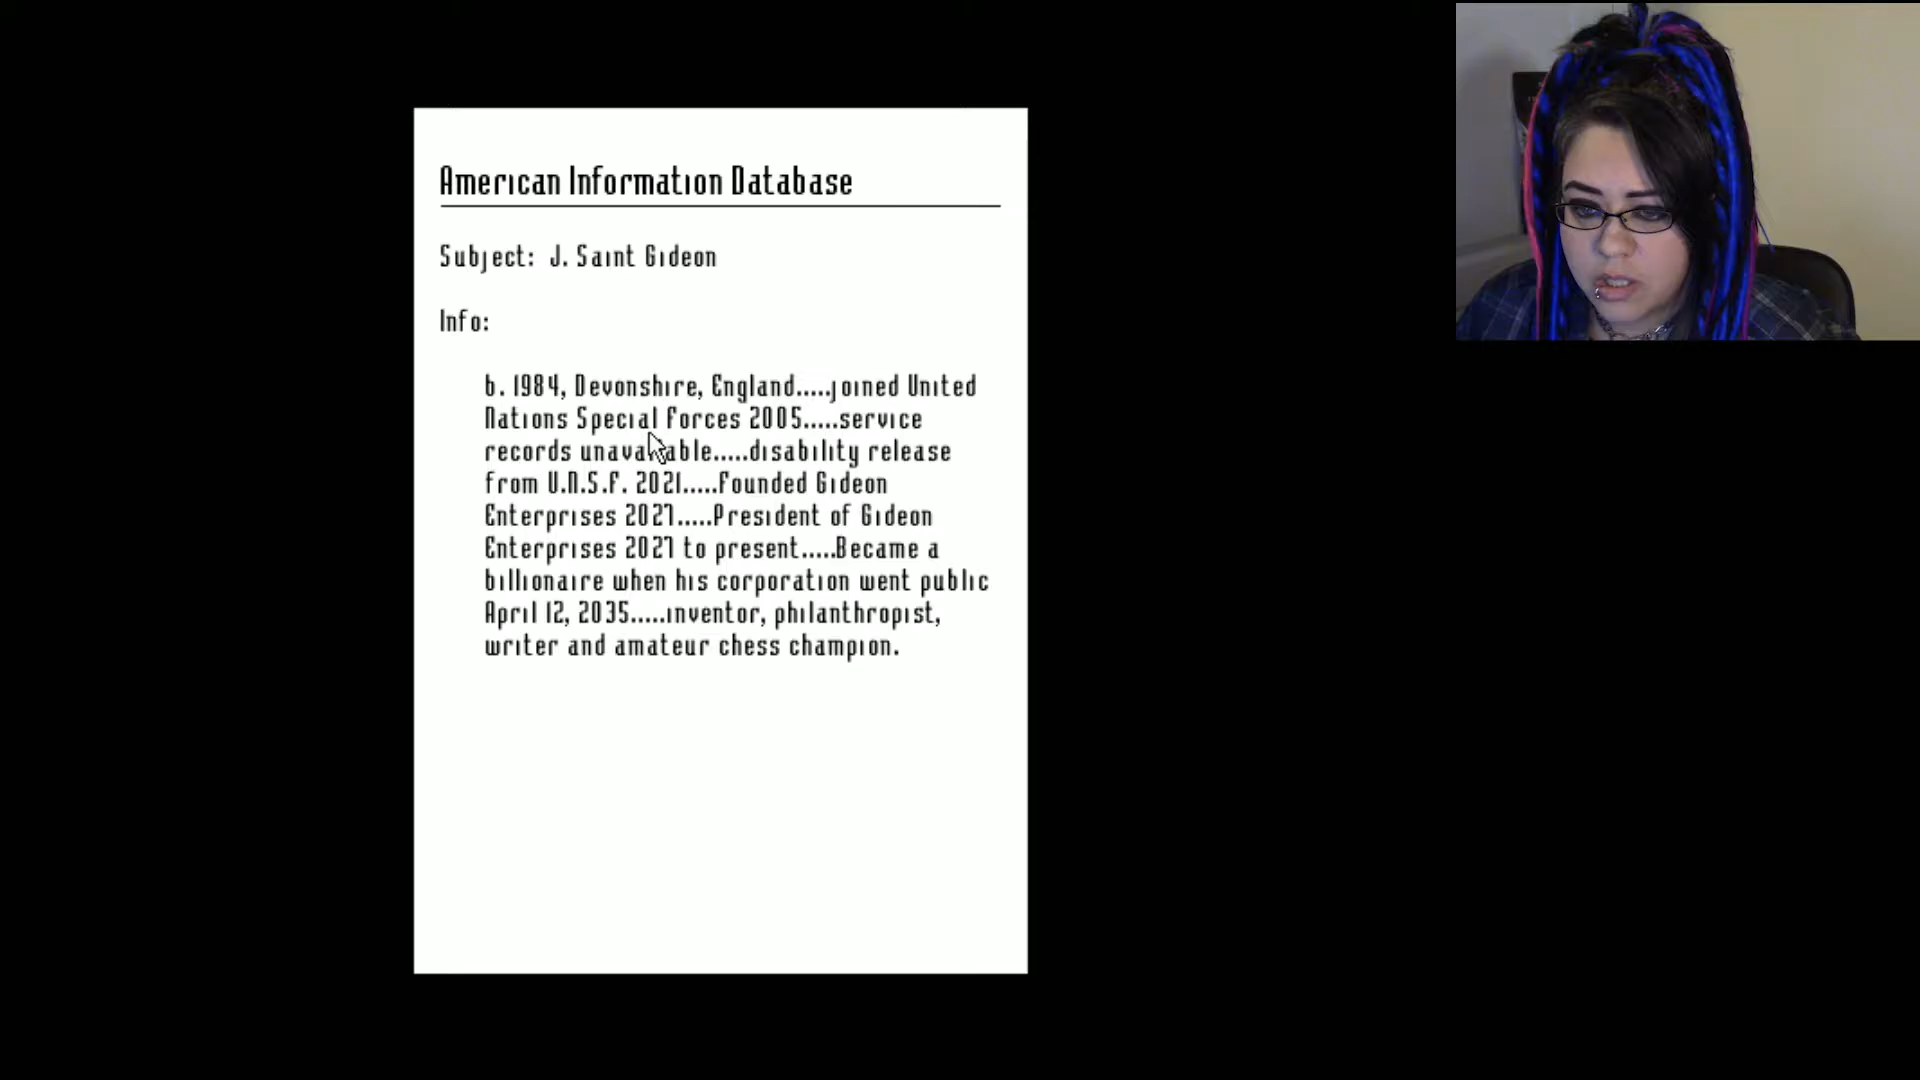 American Information Database
Subject: J. Saint Gideon
Info:
b. 1984, Devonshire, England.....joined United
Nations Special Forces 2005.....service
records unavailable.....disability release
from U.N.S.F. 2021.....Founded Gideon
Enterprises 2027.....President of Gideon
Enterprises 2027 to present.....Became a
billionaire when his corporation went public
April 12, 2035.....inventor, philanthropist,
writer and amateur chess champion.